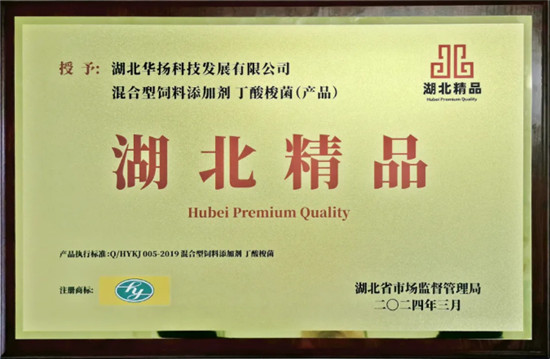 授 予: 湖北华扬科技发展有限公司
混合型饲料添加剂 丁酸梭菌(产品)
湖北精品
Hubei Premium Quality
湖北精品
Hubei Premium Quality
产品执行标准:Q/HYKJ 005-2019 混合型饲料添加剂 丁酸梭菌
注册商标:
hy
湖北省市场监督管理局
二〇二四年三月